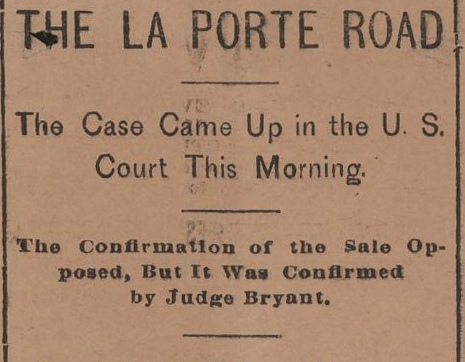 THE LA PORTE ROAD
The Case Came Up in the U. S.
Court This Morning.
The Confirmation of the Sale Op-
posed, But It Was Confirmed
by Judge Bryant.